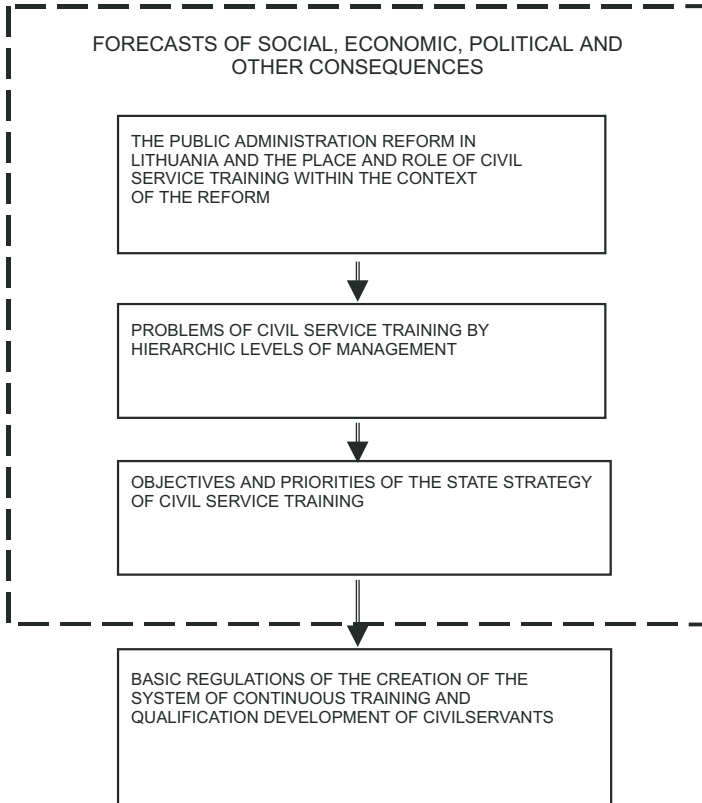 FORECASTS OF SOCIAL, ECONOMIC, POLITICAL AND
OTHER CONSEQUENCES
THE PUBLIC ADMINISTRATION REFORM IN
LITHUANIA AND THE PLACE AND ROLE OF CIVIL
SERVICE TRAINING WITHIN THE CONTEXT
OF THE REFORM
PROBLEMS OF CIVIL SERVICE TRAINING BY
HIERARCHIC LEVELS OF MANAGEMENT
OBJECTIVES AND PRIORITIES OF THE STATE STRATEGY
OF CIVIL SERVICE TRAINING
BASIC REGULATIONS OF THE CREATION OF THE
SYSTEM OF CONTINUOUS TRAINING AND
QUALIFICATION DEVELOPMENT OF CIVILSERVANTS